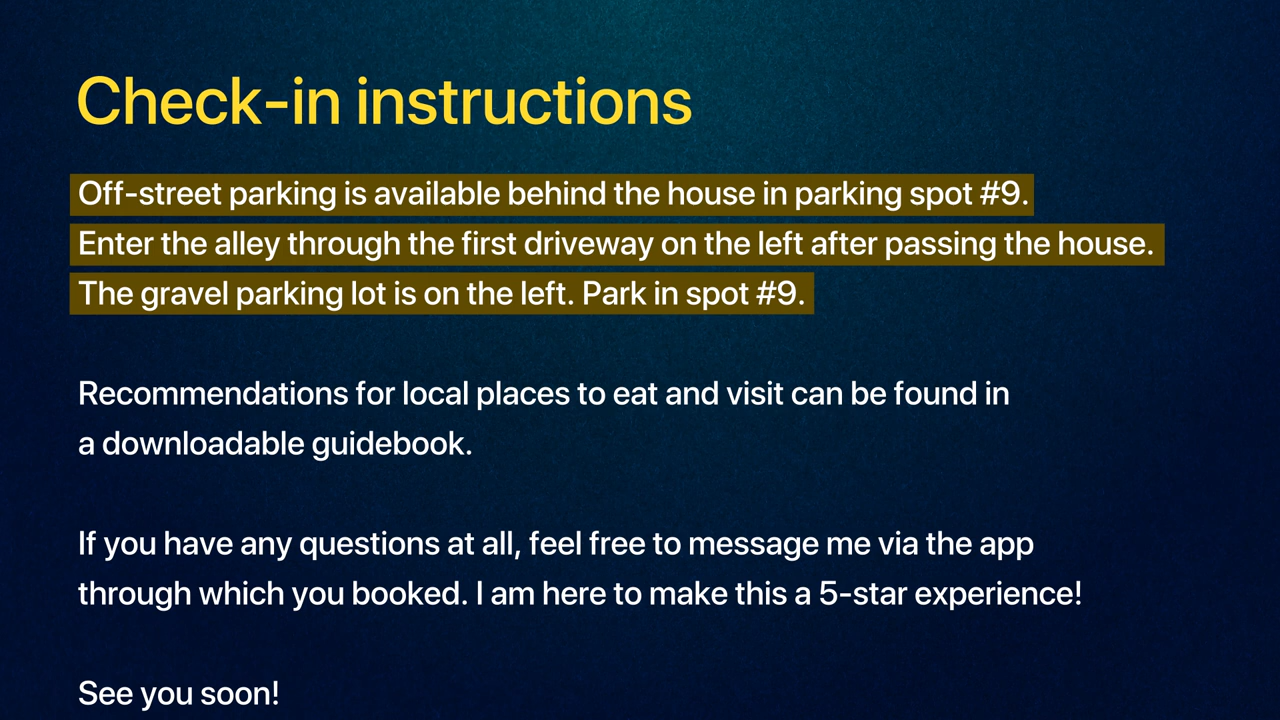 Check-in instructions
Off-street parking is available behind the house in parking spot #9.
Enter the alley through the first driveway on the left after passing the house.
The gravel parking lot is on the left. Park in spot #9.
Recommendations for local places to eat and visit can be found in
a downloadable guidebook.
If you have any questions at all, feel free to message me via the app
through which you booked. I am here to make this a 5-star experience!
See you soon!